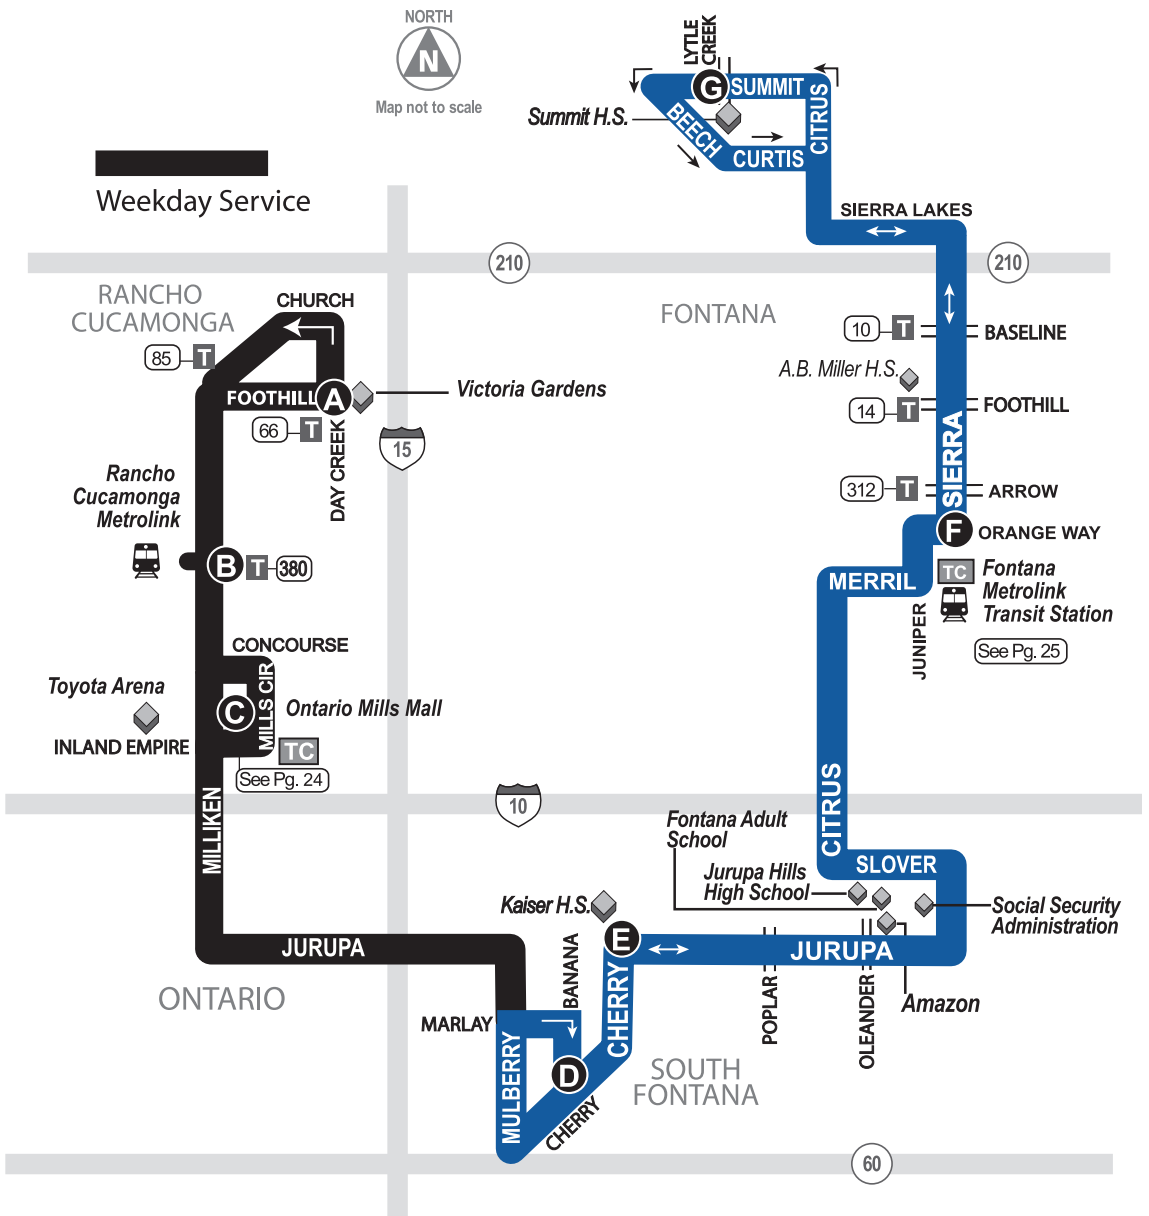 NORTH
N
Map not to scale
Weekday Service
LYTLE
CREEK
G
SUMMIT
CITRUS
Summit H.S.
BEECH
CURTIS
SIERRA LAKES
210
210
RANCHO
CUCAMONGA
CHURCH
FONTANA
10
T
BASELINE
85
T
A.B. Miller H.S.
FOOTHILL
A
Victoria Gardens
14
T
FOOTHILL
66
T
DAY CREEK
15
SIERRA
Rancho
Cucamonga
Metrolink
312
T
ARROW
F
ORANGE WAY
B
T
380
MERRIL
TC
Fontana
Metrolink
Transit Station
JUNIPER
See Pg. 25
CONCOURSE
MILLS CIR
Toyota Arena
C
Ontario Mills Mall
INLAND EMPIRE
TC
See Pg. 24
MILLIKEN
10
CITRUS
Fontana Adult
School
SLOVER
Jurupa Hills
High School
Kaiser H.S.
Social Security
Administration
E
JURUPA
JURUPA
BANANA
CHERRY
POPLAR
OLEANDER
Amazon
ONTARIO
MARLAY
MULBERRY
D
CHERRY
SOUTH
FONTANA
60